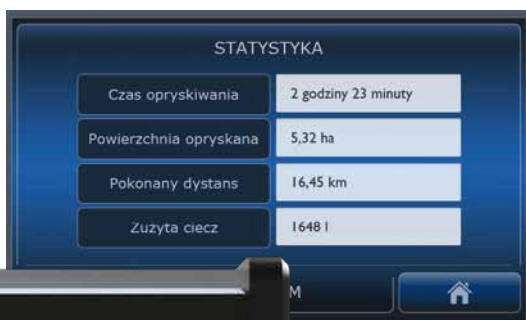 STATYSTYKA
Czas opryskiwania 2 godziny 23 minuty
Powierzchnia opryskana 5,32 ha
Pokonany dystans 16,45 km
Zużyta ciecz 1648 l